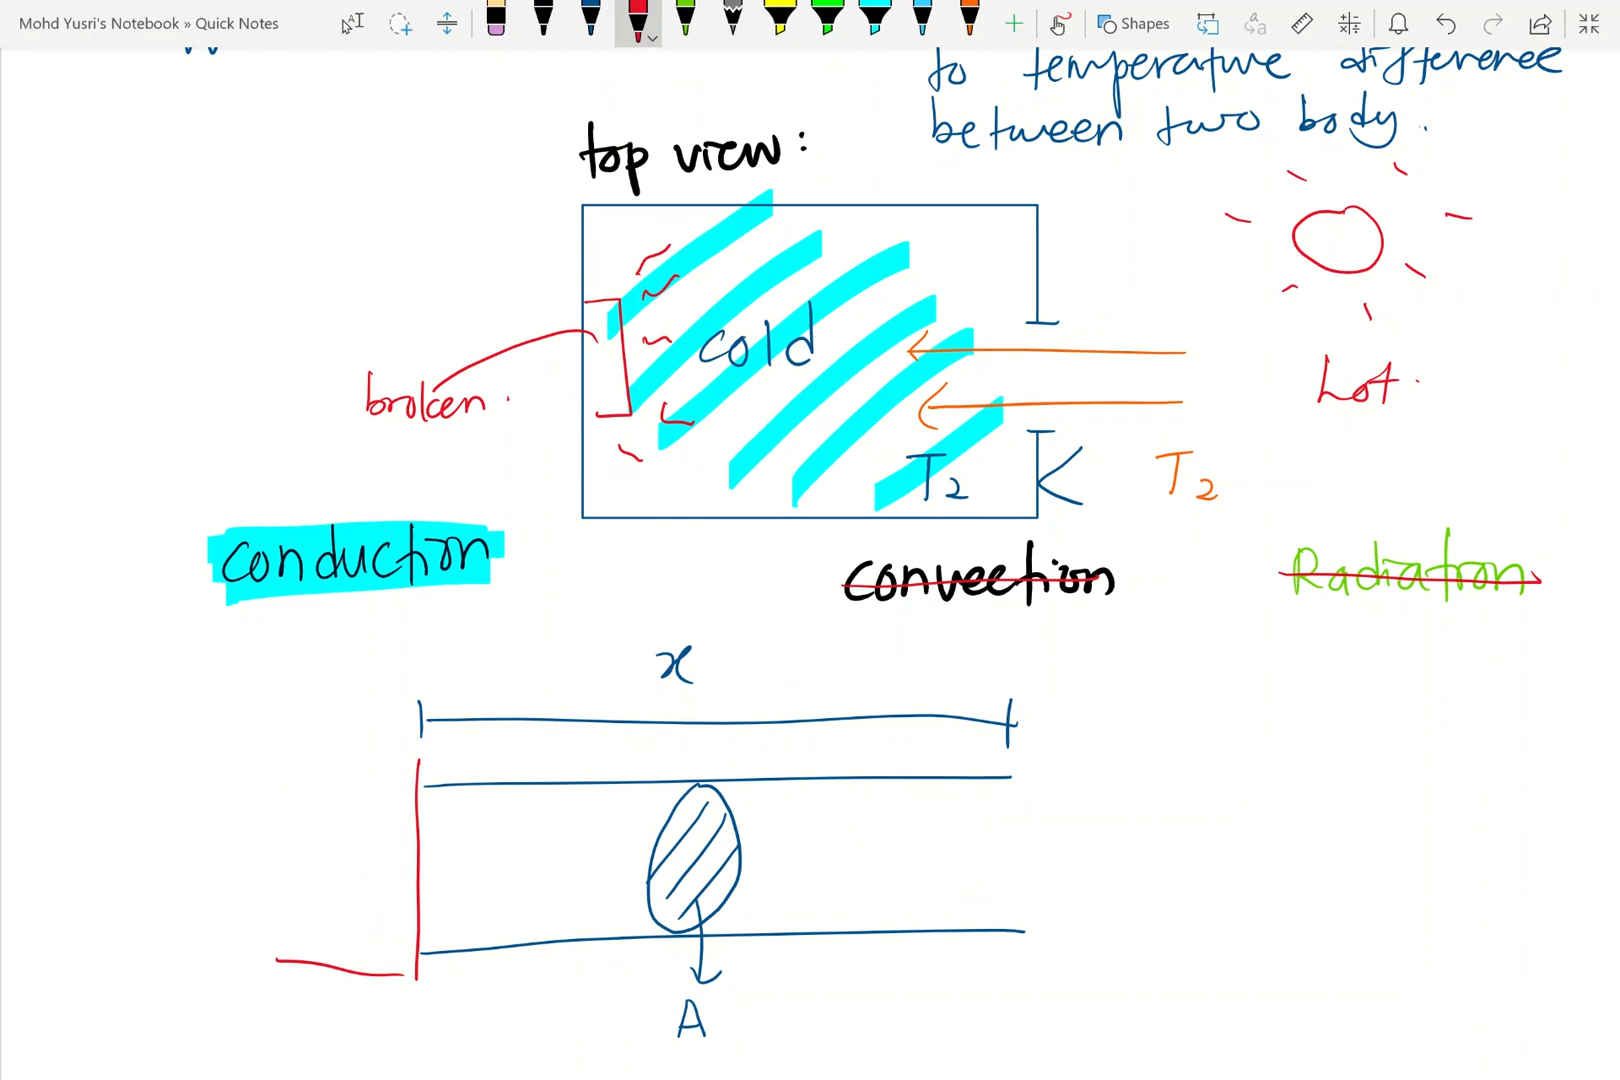 Mohd Yusri's Notebook » Quick Notes
Shapes
to temperature difference
between two body.
top view:
cold
broken.
hot.
T2
K
T2
conduction
convection
Radiation
x
A